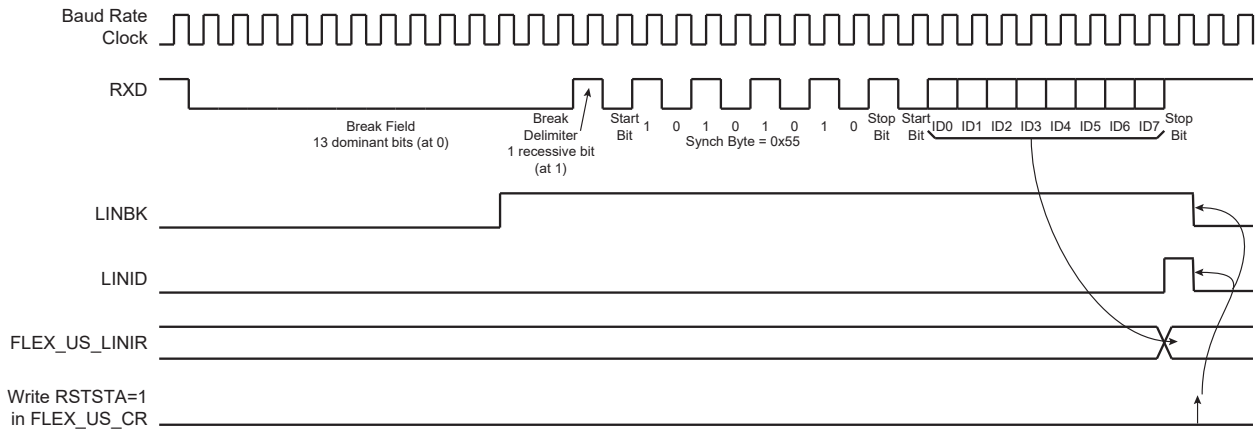 Baud Rate
Clock
RXD
Break Field
13 dominant bits (at 0)
Break
Delimiter
1 recessive bit
(at 1)
Start
Bit
1 0 1 0 1 0 1 0
Synch Byte = 0x55
Stop
Bit
Start
Bit
ID0 ID1 ID2 ID3 ID4 ID5 ID6 ID7
Stop
Bit
LINBK
LINID
FLEX_US_LINIR
Write RSTSTA=1
in FLEX_US_CR